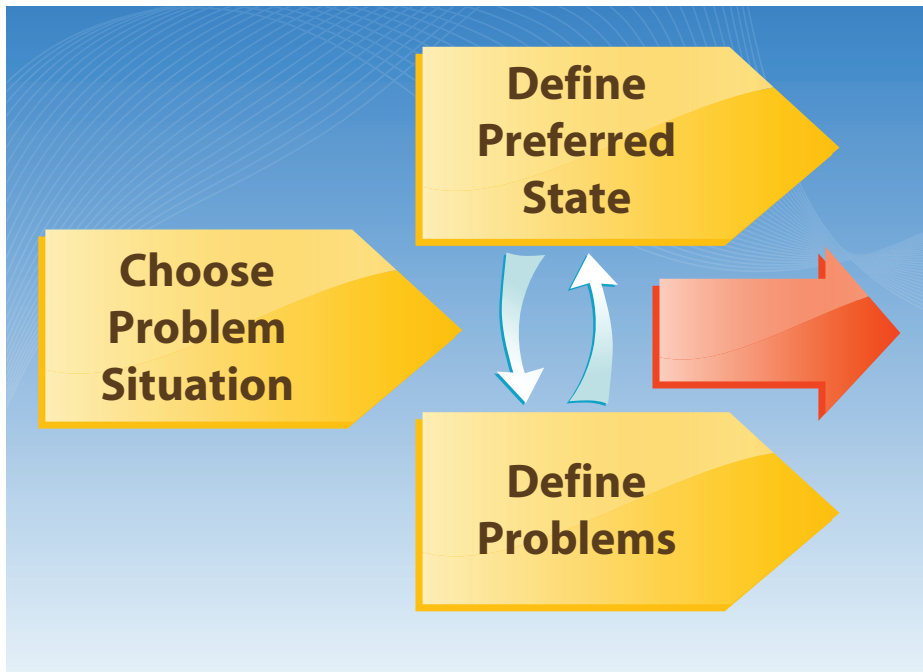 Define
Preferred
State
Choose
Problem
Situation
Define
Problems